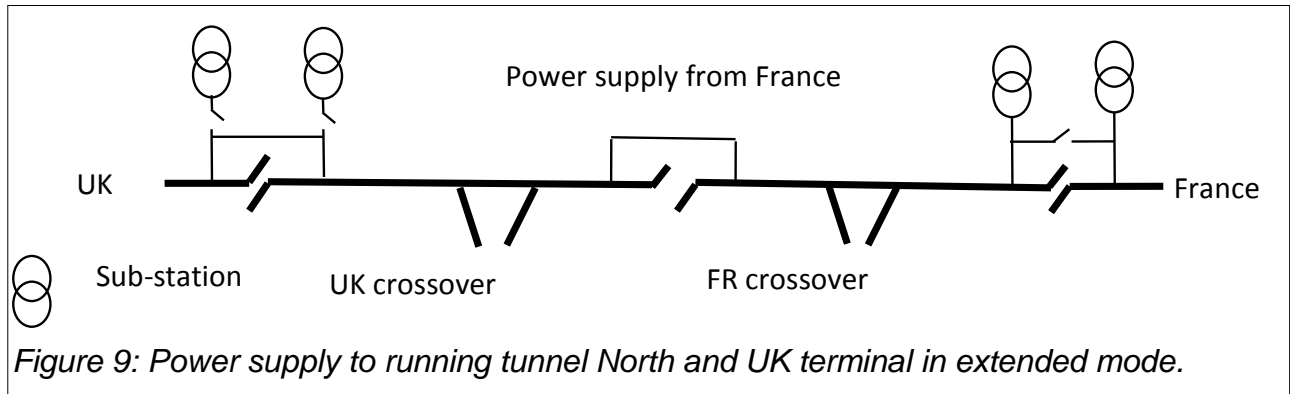 Power supply from France
UK
France
Sub-station
UK crossover
FR crossover
Figure 9: Power supply to running tunnel North and UK terminal in extended mode.